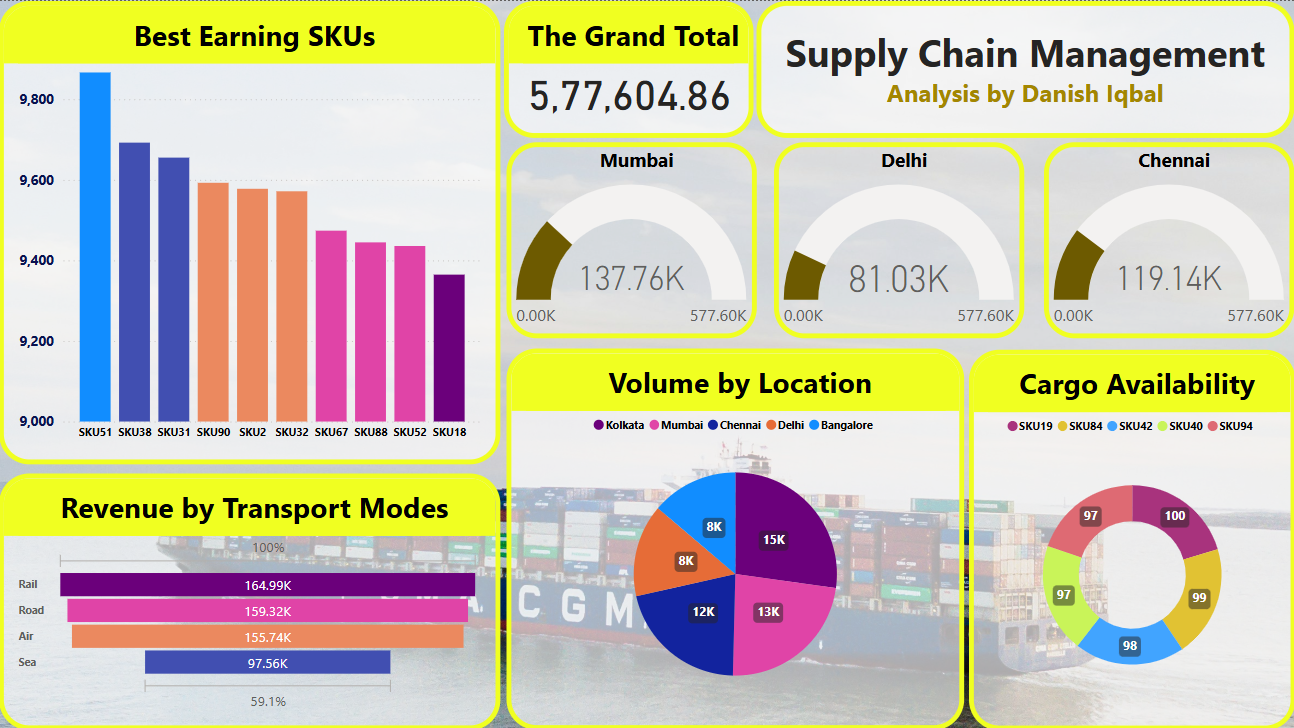 Best Earning SKUs
9,800
9,600
9,400
9,200
9,000
SKU51 SKU38 SKU31 SKU90 SKU2 SKU32 SKU67 SKU88 SKU52 SKU18
The Grand Total
5,77,604.86
Supply Chain Management
Analysis by Danish Iqbal
Mumbai
137.76K
0.00K 577.60K
Delhi
81.03K
0.00K 577.60K
Chennai
119.14K
0.00K 577.60K
Revenue by Transport Modes
100%
Rail 164.99K
Road 159.32K
Air 155.74K
Sea 97.56K
59.1%
Volume by Location
Kolkata Mumbai Chennai Delhi Bangalore
8K
15K
8K
12K
13K
C G M
Cargo Availability
SKU19 SKU84 SKU42 SKU40 SKU94
97
100
97
99
98